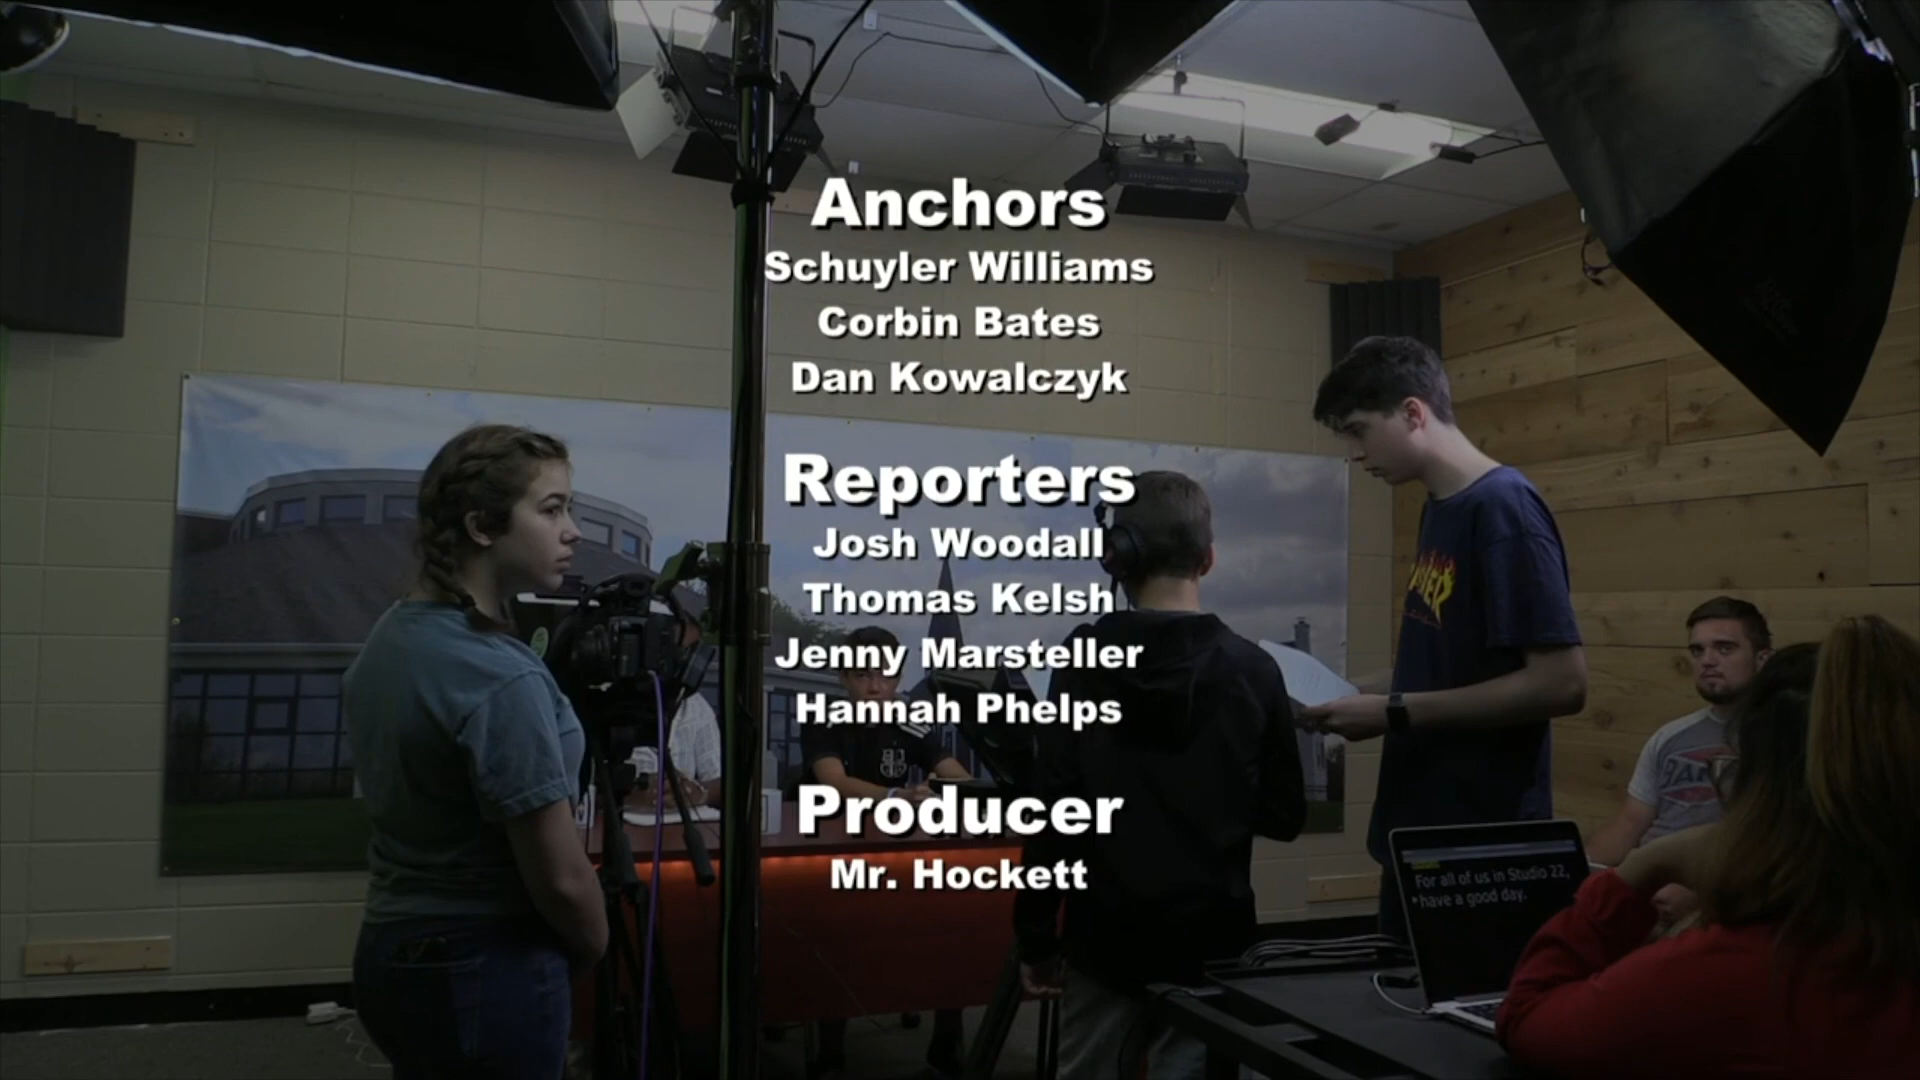 Anchors
Schuyler Williams
Corbin Bates
Dan Kowalczyk
Reporters
Josh Woodall
Thomas Kelsh
Jenny Marsteller
Hannah Phelps
Producer
Mr. Hockett
For all of us in Studio 22,
have a good day.